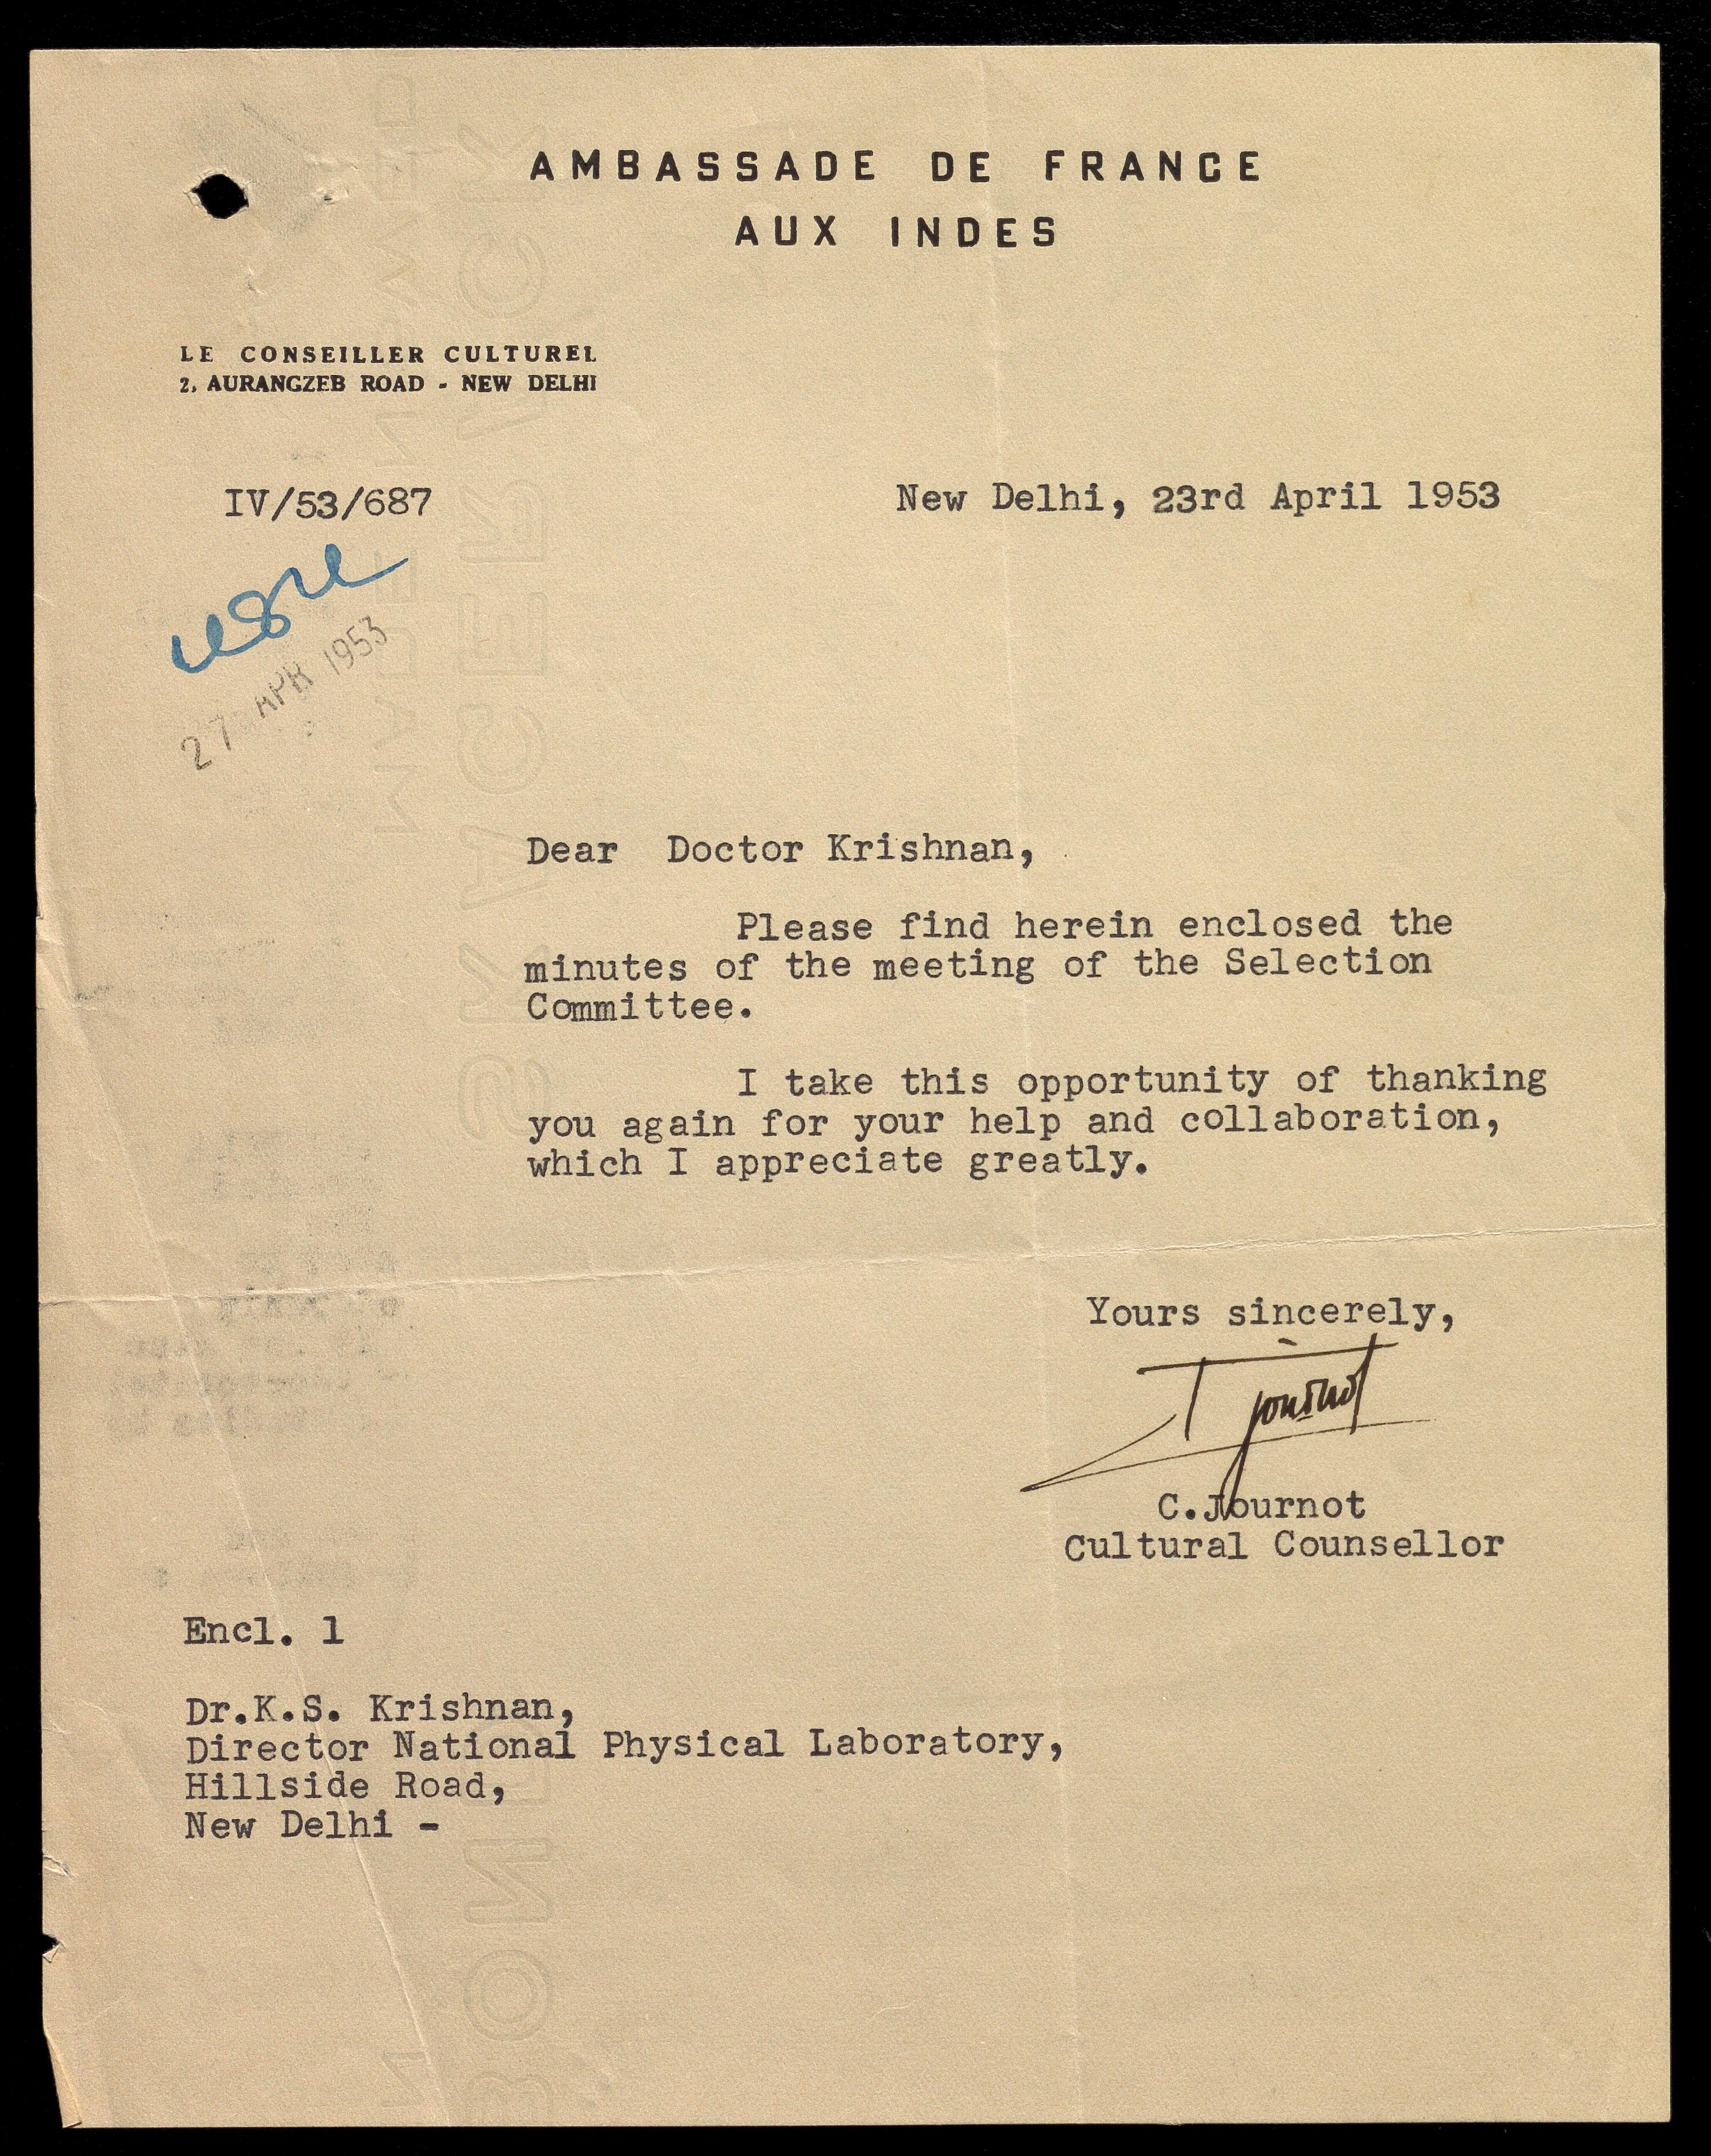 AMBASSADE DE FRANCE
AUX INDES
LE CONSEILLER CULTUREL
2, AURANGZEB ROAD - NEW DELHI
IV/53/687
New Delhi, 23rd April 1953
27 APR 1953
Dear Doctor Krishnan,
Please find herein enclosed the
minutes of the meeting of the Selection
Committee.
I take this opportunity of thanking
you again for your help and collaboration,
which I appreciate greatly.
Yours sincerely,
Journot
C.Journot
Cultural Counsellor
Encl. 1
Dr.K.S. Krishnan,
Director National Physical Laboratory,
Hillside Road,
New Delhi -